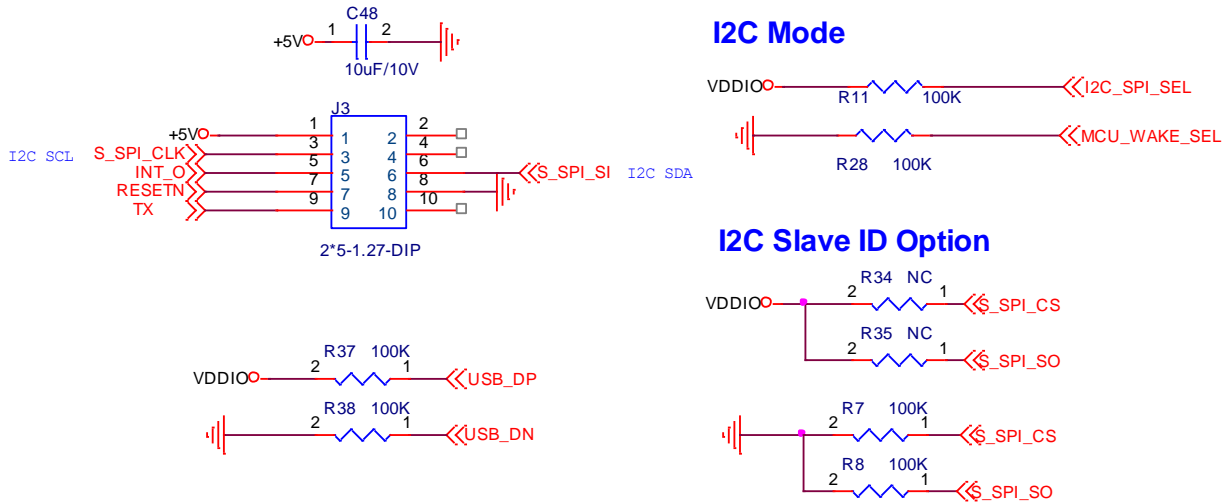 C48
+5V 1 2
10uF/10V
J3
+5V 1 1 2 2
I2C SCL S_SPI_CLK 3 3 4 4
INT_O 5 5 6 6 S_SPI_SI I2C SDA
RESETN 7 7 8 8
TX 9 9 10 10
2*5-1.27-DIP
R37 100K
VDDIO 2 1 USB_DP
R38 100K
2 1 USB_DN
I2C Mode
VDDIO R11 100K I2C_SPI_SEL
R28 100K MCU_WAKE_SEL
I2C Slave ID Option
R34 NC
VDDIO 2 1 S_SPI_CS
R35 NC
2 1 S_SPI_SO
R7 100K
2 1 S_SPI_CS
R8 100K
2 1 S_SPI_SO